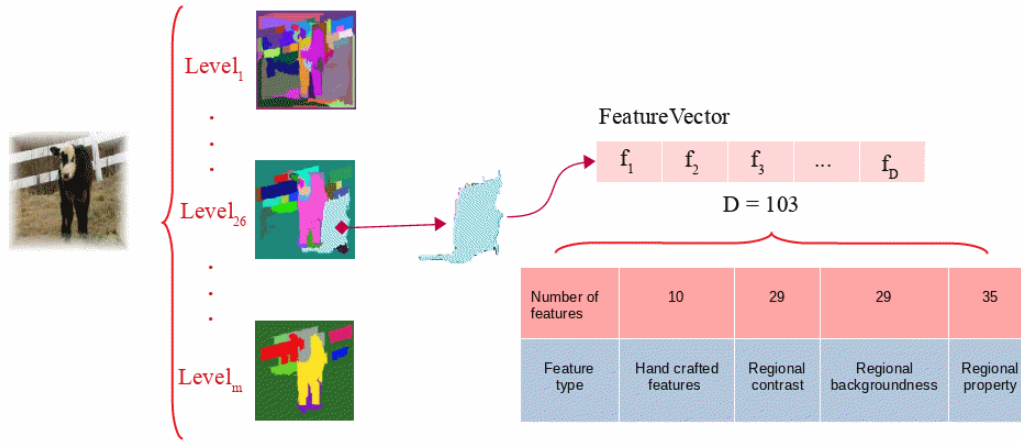 Level1
Level26
Levelm
FeatureVector
f1 f2 f3 ... fD
D = 103
Number of features 10 29 29 35
Feature type Hand crafted features Regional contrast Regional backgroundness Regional property